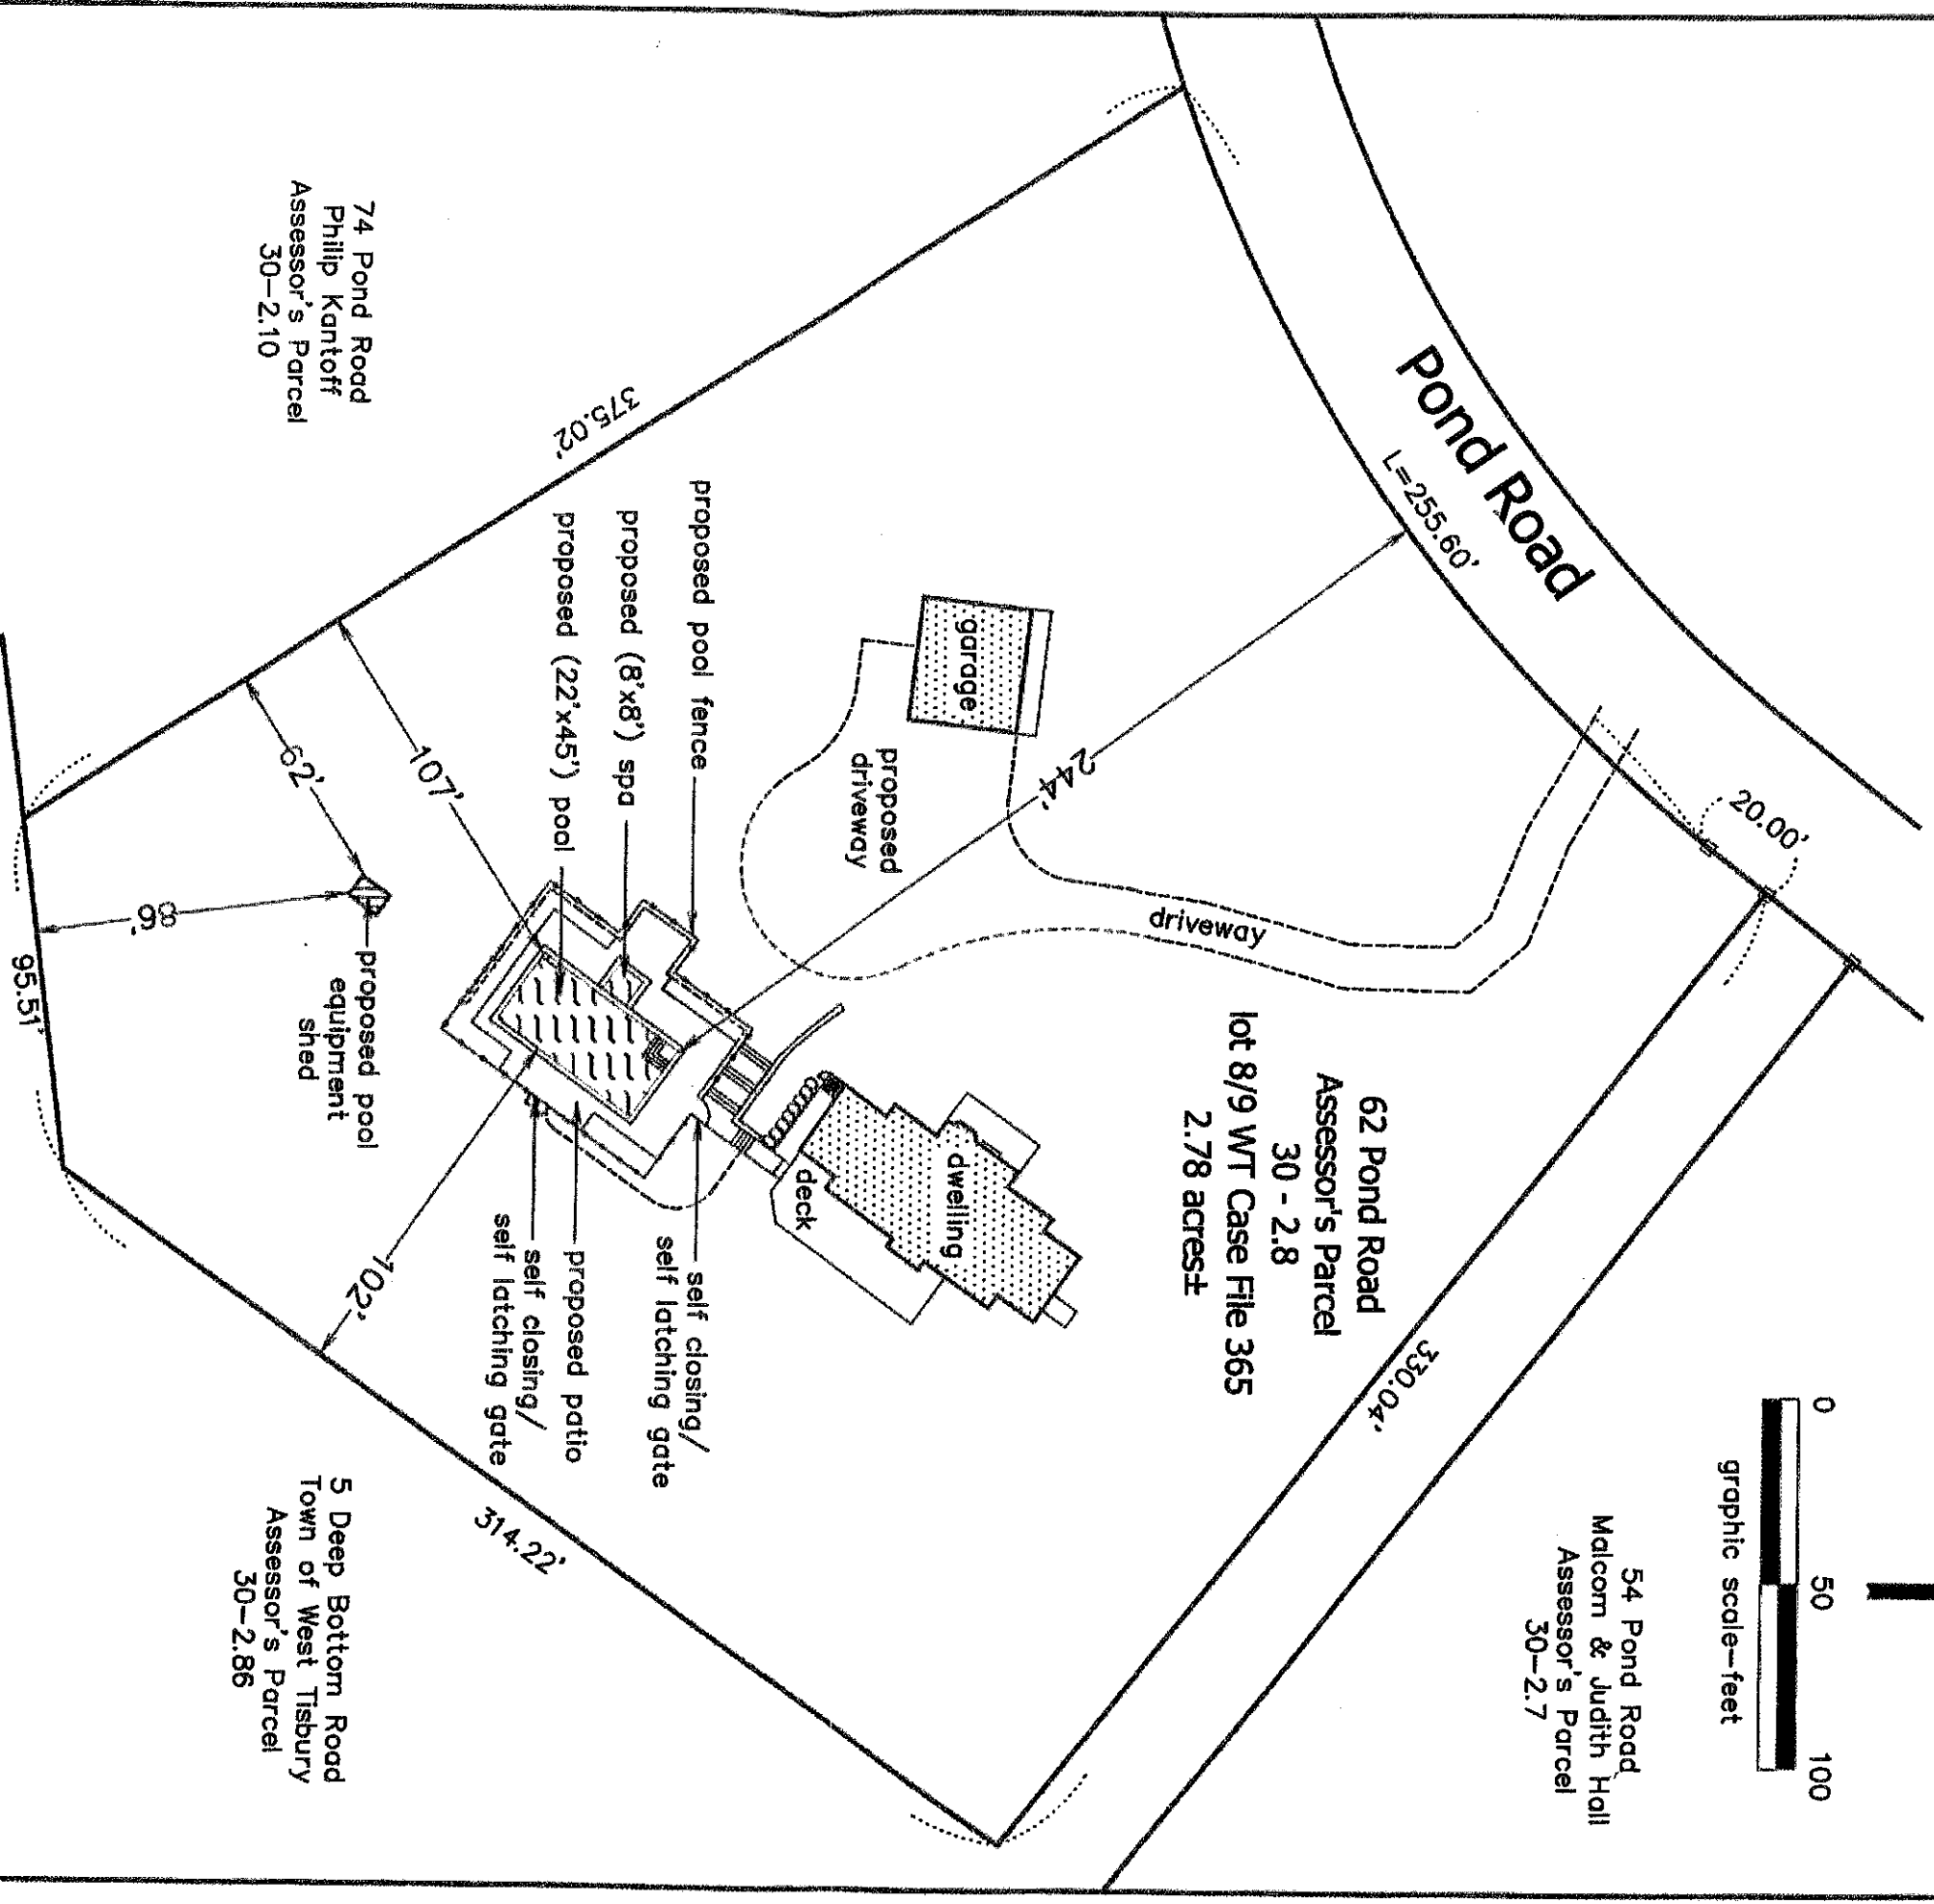 Pond Road
L=255.60'
20.00'
0 50 100
graphic scale-feet
54 Pond Road
Malcom & Judith Hall
Assessor's Parcel
30-2.7
62 Pond Road
Assessor's Parcel
30 - 2.8
lot 8/9 WT Case File 365
2.78 acres±
330.04'
driveway
244'
garage
proposed
driveway
dwelling
deck
proposed pool fence
proposed (8'x8') spa
proposed (22'x45') pool
self closing/
self latching gate
proposed patio
self closing/
self latching gate
375.02'
107'
62'
86'
102'
314.22'
95.51'
proposed pool
equipment
shed
74 Pond Road
Philip Kantoff
Assessor's Parcel
30-2.10
5 Deep Bottom Road
Town of West Tisbury
Assessor's Parcel
30-2.86